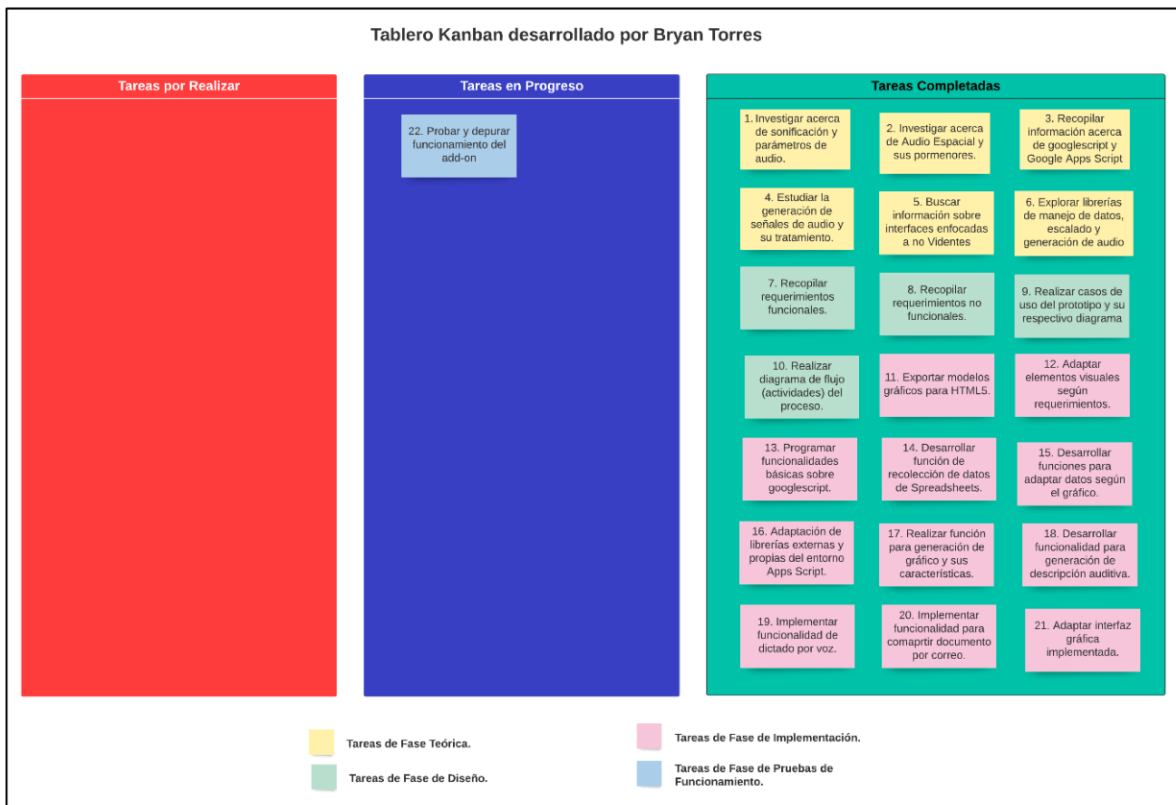 Tablero Kanban desarrollado por Bryan Torres
Tareas por Realizar
Tareas en Progreso
22. Probar y depurar
funcionamiento del
add-on
Tareas Completadas
1. Investigar acerca
de sonificación y
parámetros de
audio.
2. Investigar acerca
de Audio Espacial y
sus pormenores.
3. Recopilar
información acerca
de googlescript y
Google Apps Script
4. Estudiar la
generación de
señales de audio y
su tratamiento.
5. Buscar
información sobre
interfaces enfocadas
a no Videntes
6. Explorar librerías
de manejo de datos,
escalado y
generación de audio
7. Recopilar
requerimientos
funcionales.
8. Recopilar
requerimientos no
funcionales.
9. Realizar casos de
uso del prototipo y su
respectivo diagrama
10. Realizar
diagrama de flujo
(actividades) del
proceso.
11. Exportar modelos
gráficos para HTML5.
12. Adaptar
elementos visuales
según
requerimientos.
13. Programar
funcionalidades
básicas sobre
googlescript.
14. Desarrollar
función de
recolección de datos
de Spreadsheets.
15. Desarrollar
funciones para
adaptar datos según
el gráfico.
16. Adaptación de
librerías externas y
propias del entorno
Apps Script.
17. Realizar función
para generación de
gráfico y sus
características.
18. Desarrollar
funcionalidad para
generación de
descripción auditiva.
19. Implementar
funcionalidad de
dictado por voz.
20. Implementar
funcionalidad para
comaprtir documento
por correo.
21. Adaptar interfaz
gráfica
implementada.
Tareas de Fase Teórica.
Tareas de Fase de Diseño.
Tareas de Fase de Implementación.
Tareas de Fase de Pruebas de
Funcionamiento.